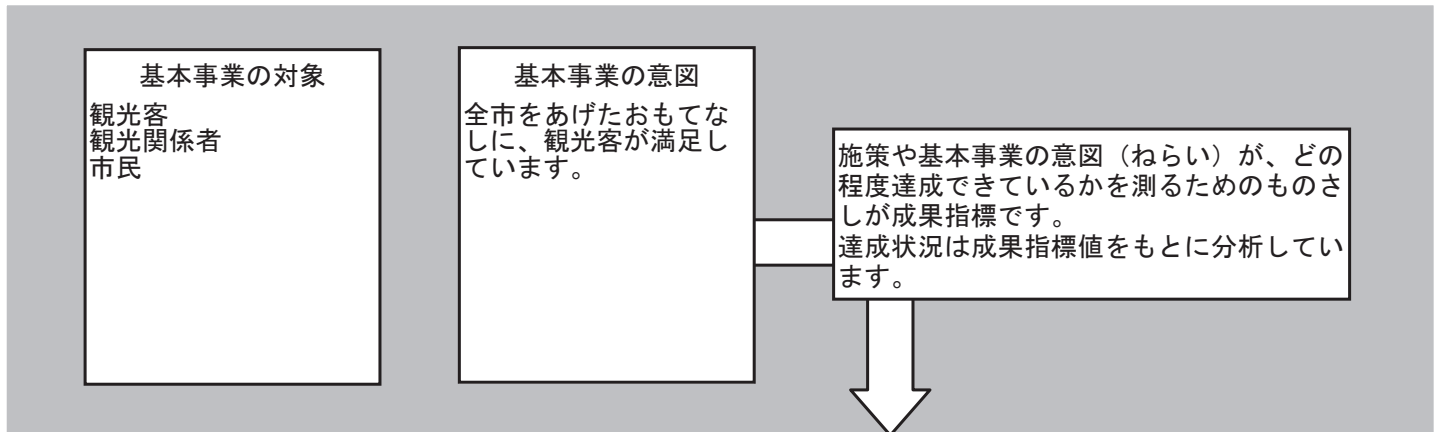 基本事業の対象
観光客
観光関係者
市民
基本事業の意図
全市をあげたおもてな
しに、観光客が満足し
ています。
施策や基本事業の意図（ねらい）が、どの
程度達成できているかを測るためのものさ
しが成果指標です。
達成状況は成果指標値をもとに分析してい
ます。